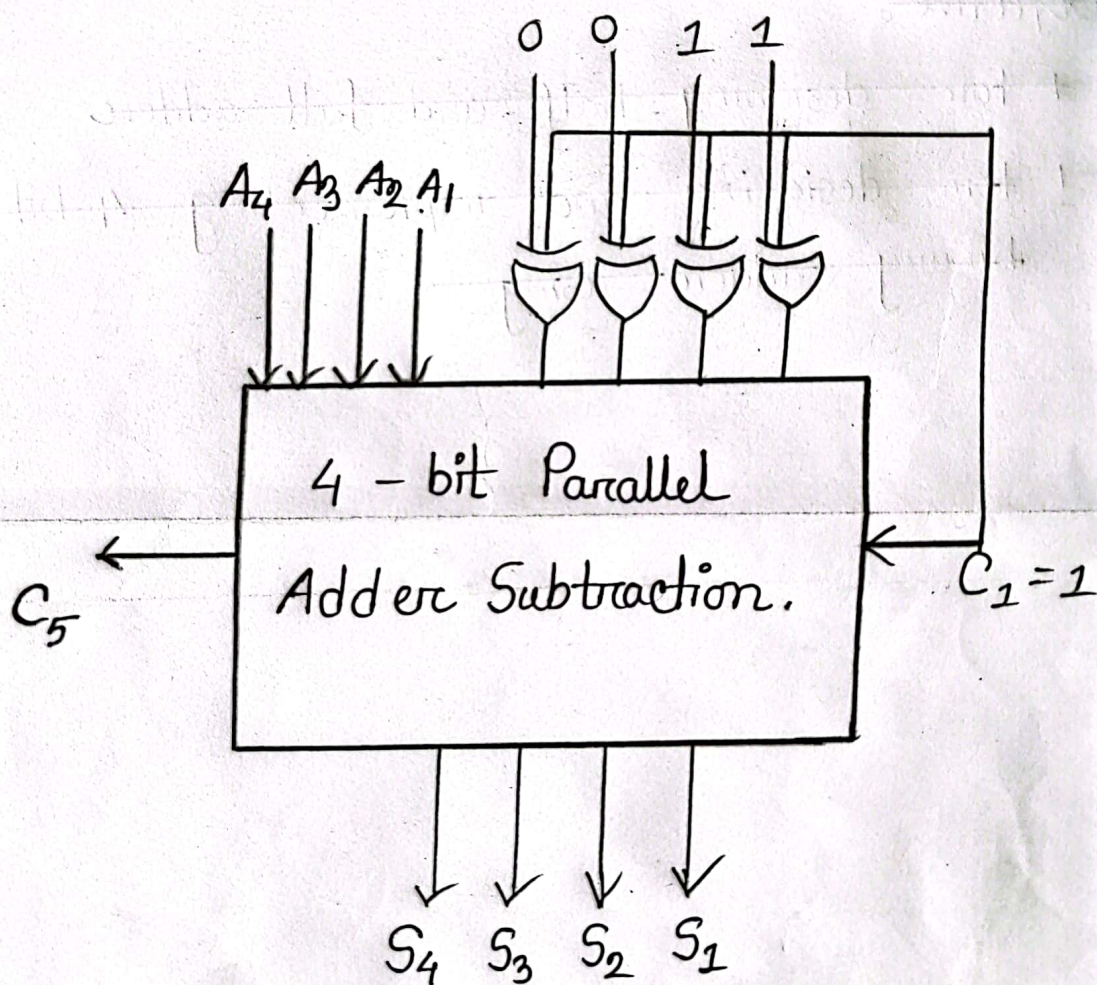 0 0 1 1
A4 A3 A2 A1
4 - bit Parallel
Adder Subtraction.
C5
C1 = 1
S4 S3 S2 S1